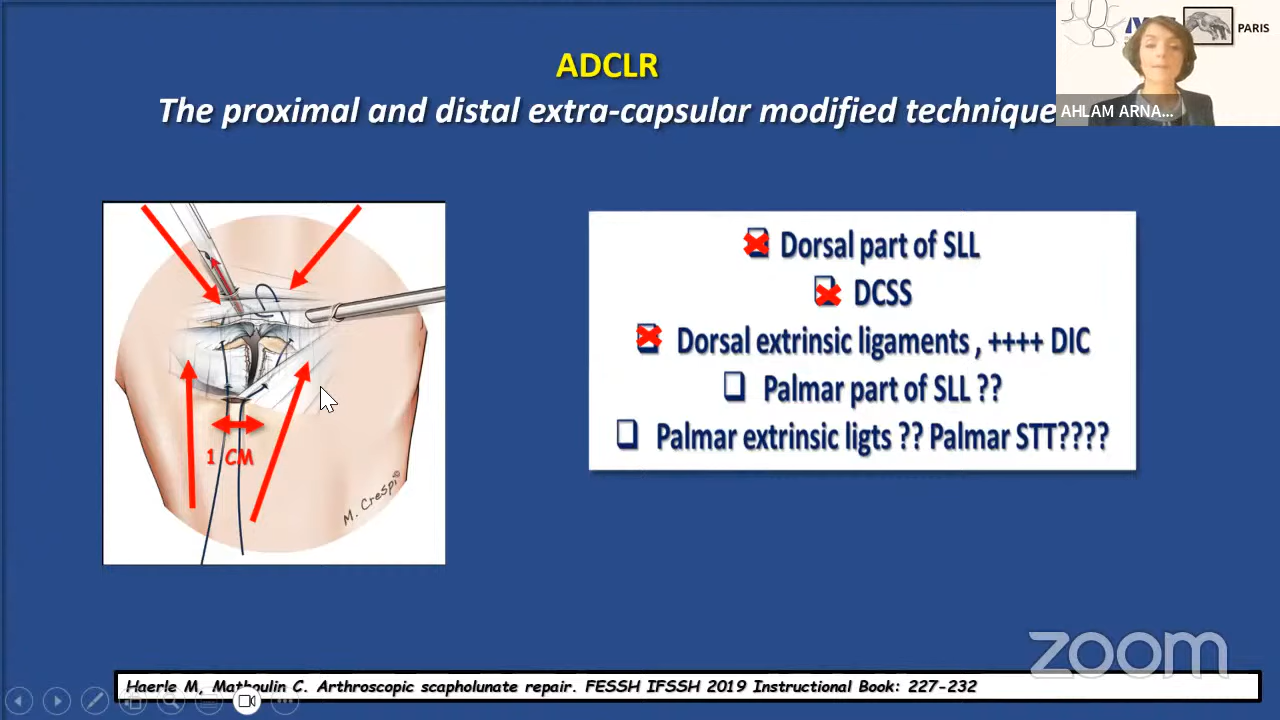 PARIS
ADCLR
The proximal and distal extra-capsular modified technique
AHLAM ARNA...
Dorsal part of SLL
DCSS
Dorsal extrinsic ligaments , ++++ DIC
Palmar part of SLL ??
Palmar extrinsic ligts ?? Palmar STT????
1 CM
M. Crespi
zoom
Haerle M, Mathoulin C. Arthroscopic scapholunate repair. FESSH IFSSH 2019 Instructional Book: 227-232